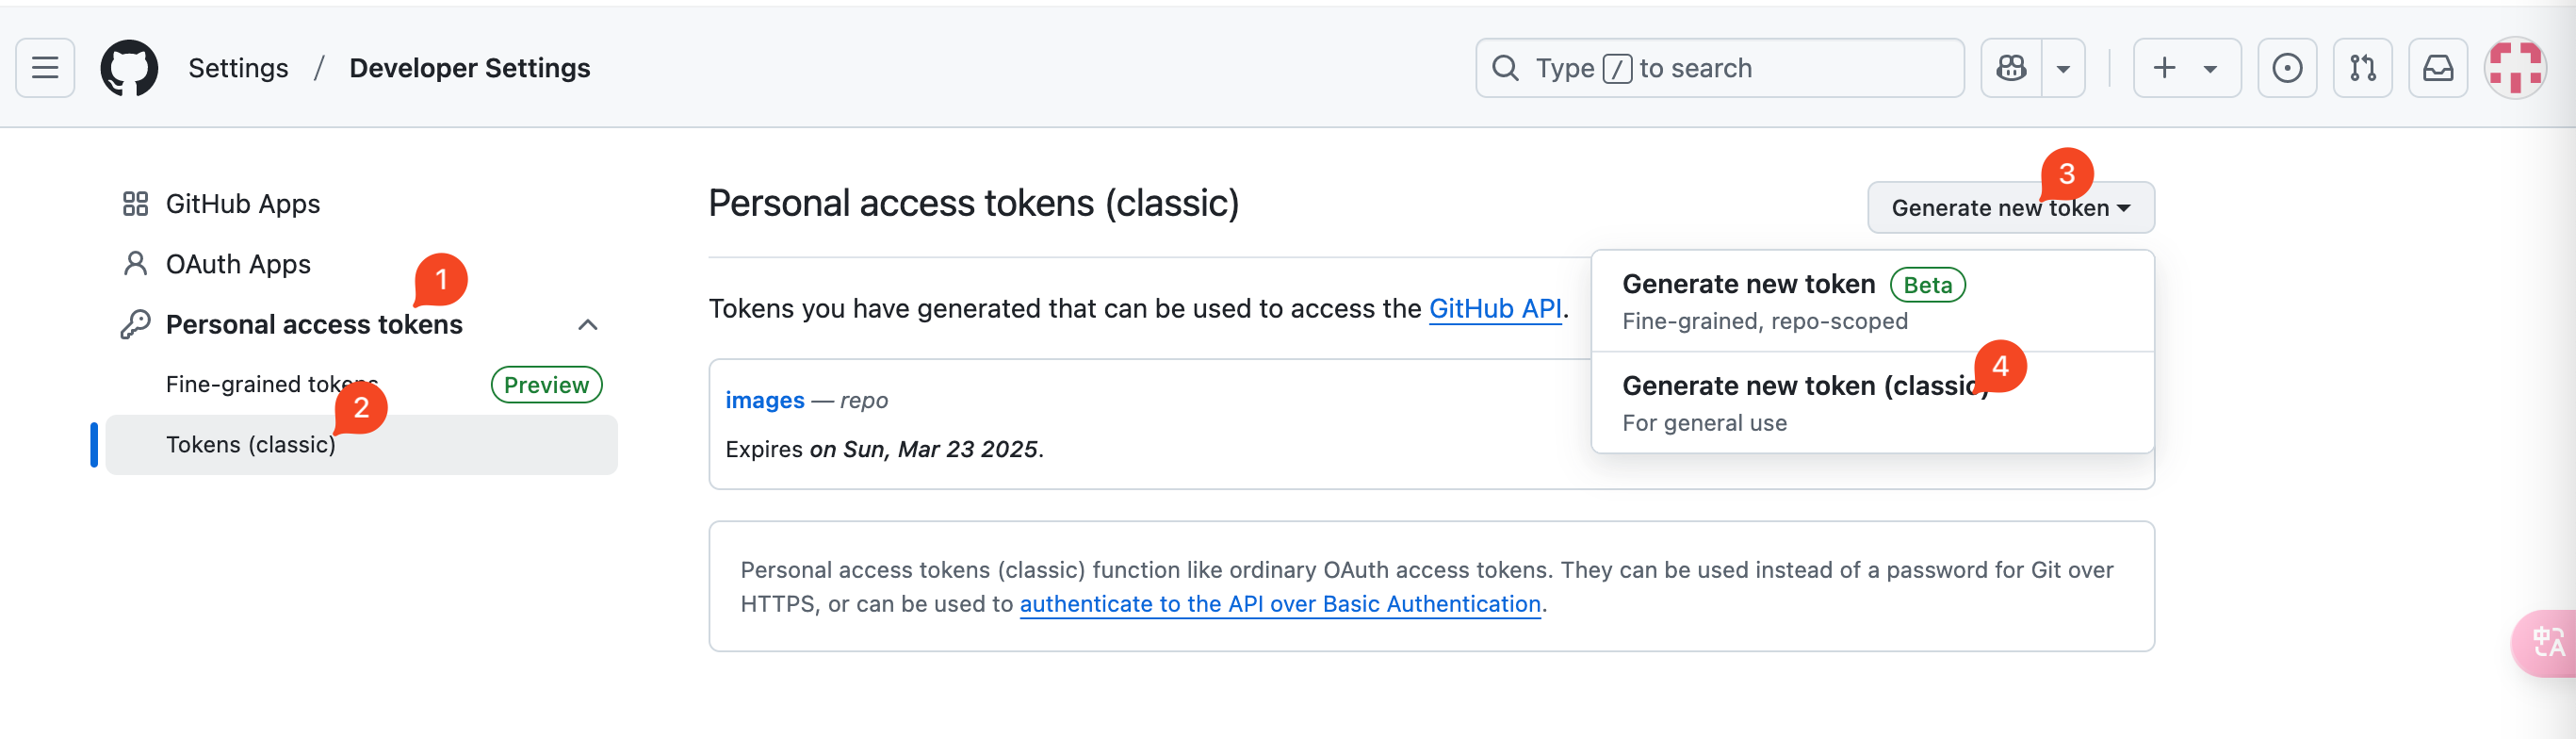 Settings / Developer Settings
Type / to search
GitHub Apps
OAuth Apps
1
Personal access tokens
Fine-grained tokens Preview
2
Tokens (classic)
Personal access tokens (classic)
3
Generate new token
Generate new token Beta
Fine-grained, repo-scoped
4
Generate new token (classic)
For general use
Tokens you have generated that can be used to access the GitHub API.
images — repo
Expires on Sun, Mar 23 2025.
Personal access tokens (classic) function like ordinary OAuth access tokens. They can be used instead of a password for Git over
HTTPS, or can be used to authenticate to the API over Basic Authentication.
中A